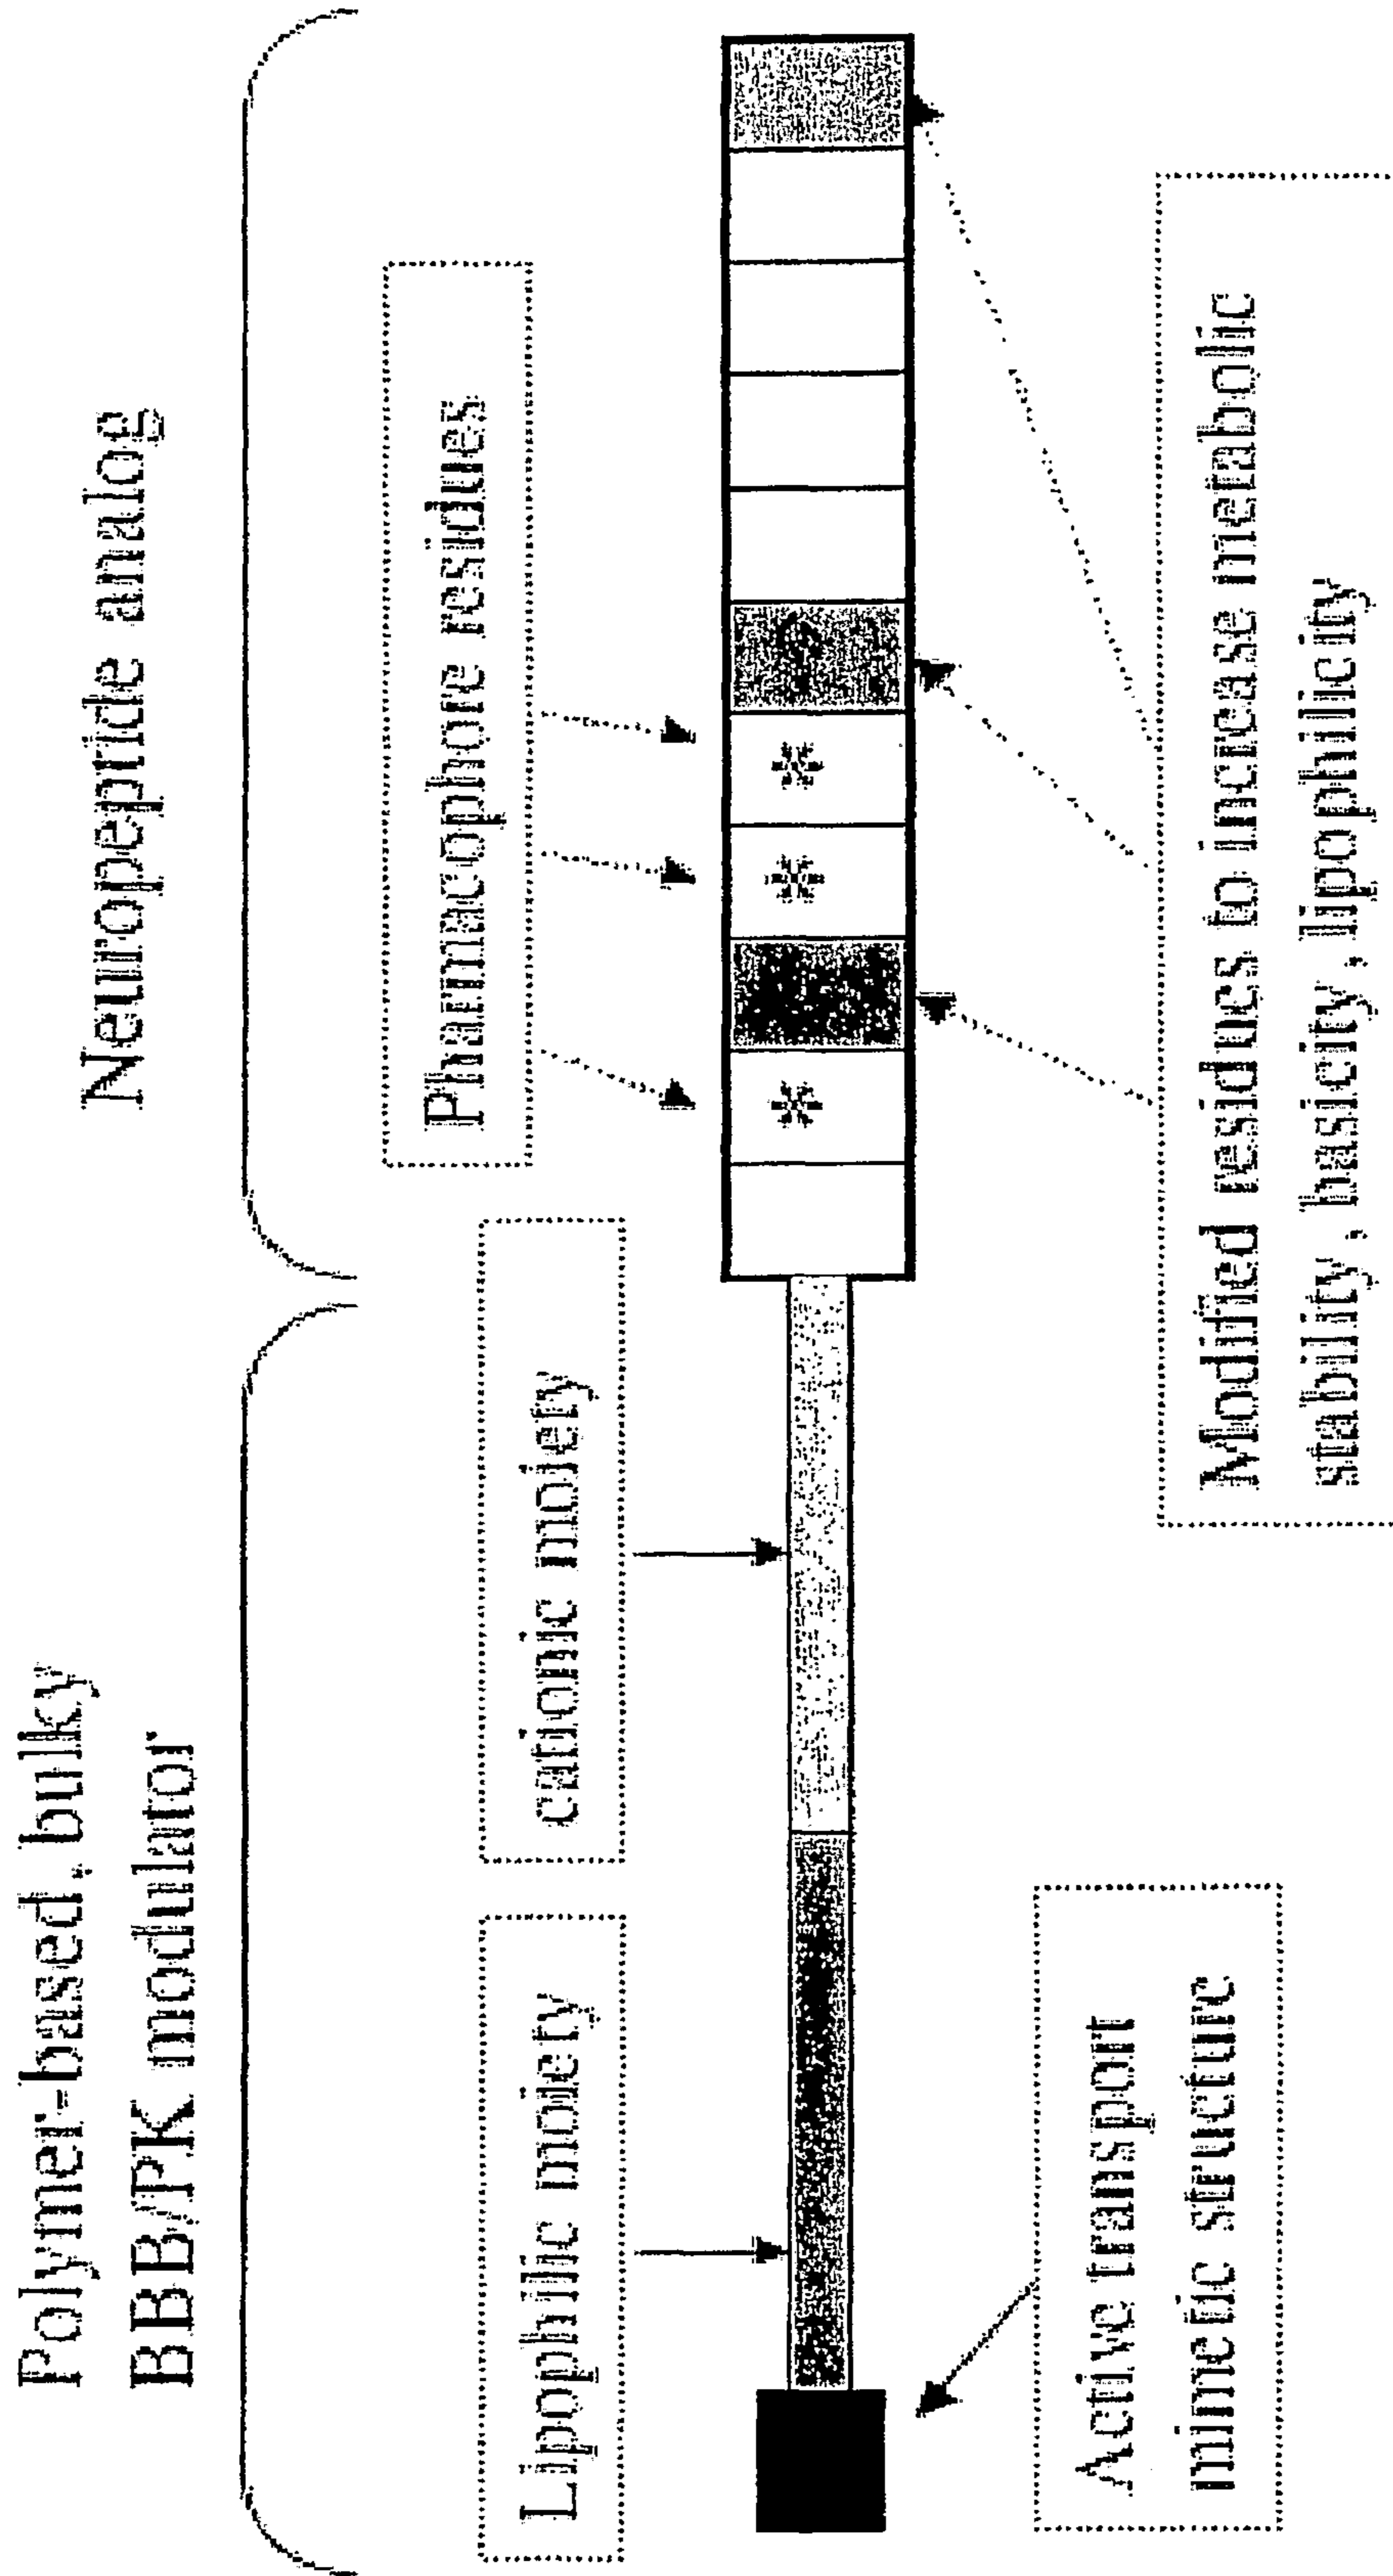 Polymer-based, bulky
BBB/PK modulator
Neuropeptide analog
Lipophilic moiety
cationic moiety
Pharmacophore residues
*
*
*
Active transport
mimetic structure
Modified residues to increase metabolic
stability, basicity, lipophilicity